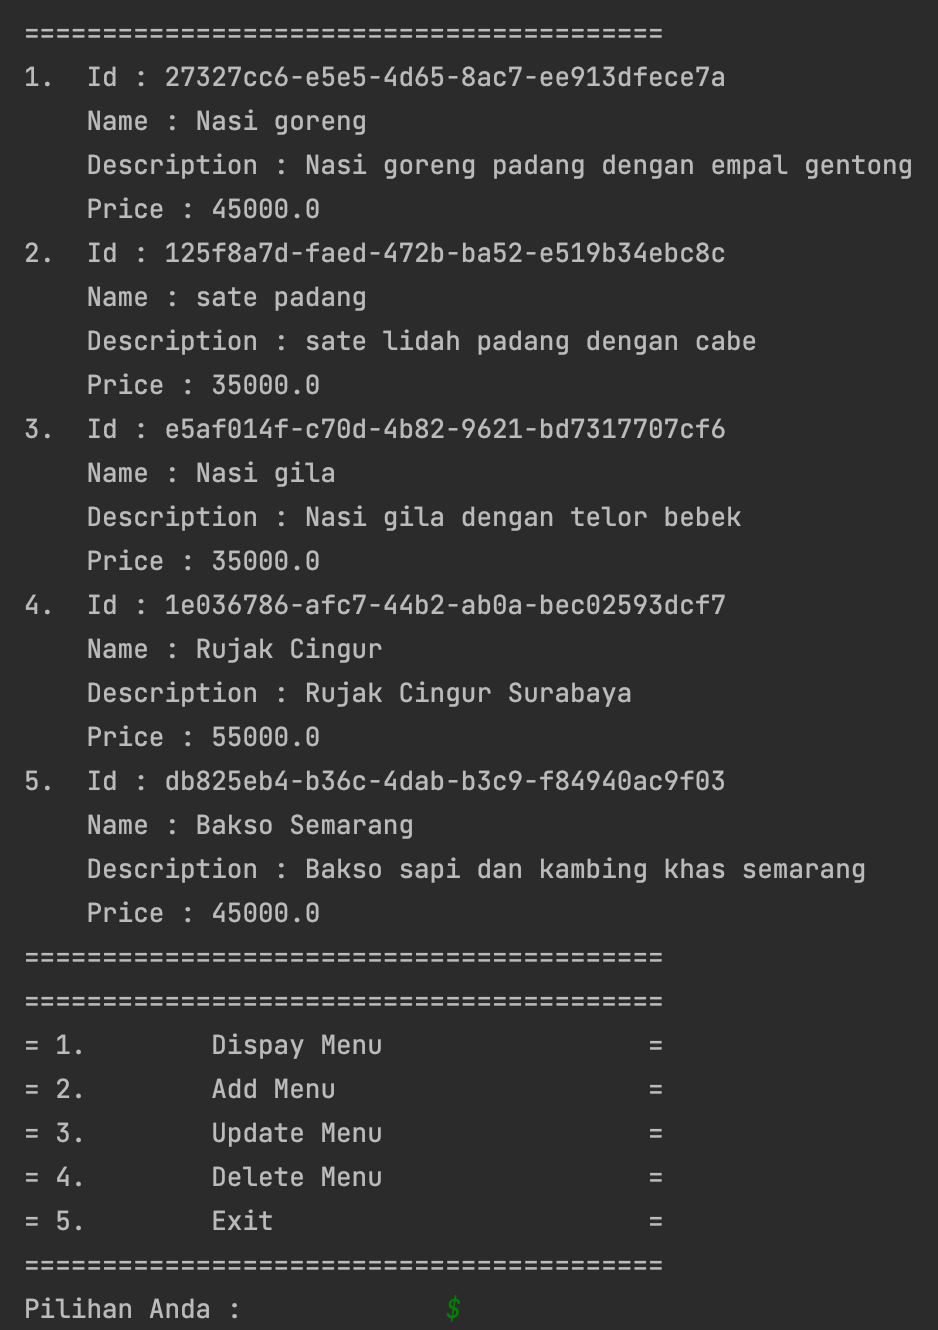 =========================================
1.  Id : 27327cc6-e5e5-4d65-8ac7-ee913dfece7a
    Name : Nasi goreng
    Description : Nasi goreng padang dengan empal gentong
    Price : 45000.0
2.  Id : 125f8a7d-faed-472b-ba52-e519b34ebc8c
    Name : sate padang
    Description : sate lidah padang dengan cabe
    Price : 35000.0
3.  Id : e5af014f-c70d-4b82-9621-bd7317707cf6
    Name : Nasi gila
    Description : Nasi gila dengan telor bebek
    Price : 35000.0
4.  Id : 1e036786-afc7-44b2-ab0a-bec02593dcf7
    Name : Rujak Cingur
    Description : Rujak Cingur Surabaya
    Price : 55000.0
5.  Id : db825eb4-b36c-4dab-b3c9-f84940ac9f03
    Name : Bakso Semarang
    Description : Bakso sapi dan kambing khas semarang
    Price : 45000.0
=========================================
=========================================
= 1.        Dispay Menu                 =
= 2.        Add Menu                    =
= 3.        Update Menu                 =
= 4.        Delete Menu                 =
= 5.        Exit                        =
=========================================
Pilihan Anda :             $